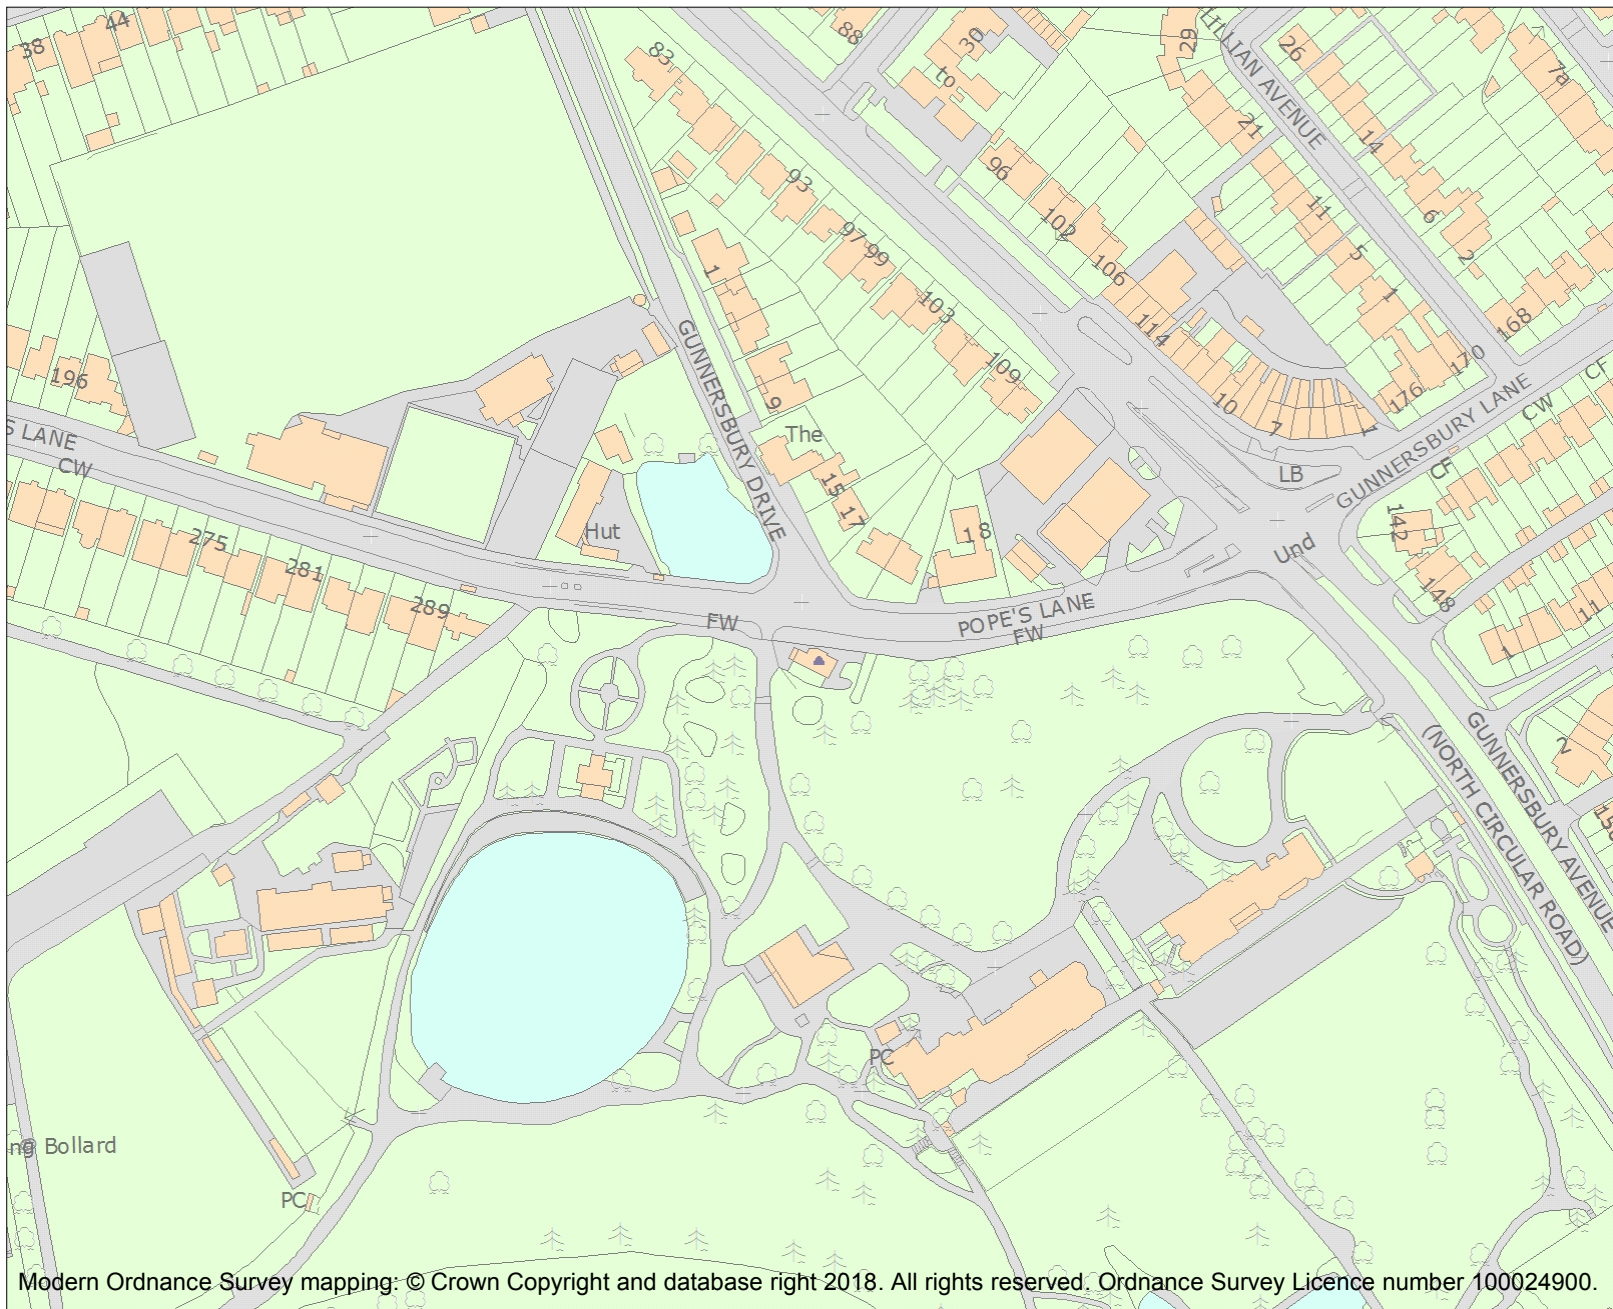 38
44
83
88
30
to
29
LILLIAN AVENUE
26
7a
21
14
93
96
11
6
102
97
99
5
2
1
106
1
103
114
168
GUNNERSBURY DRIVE
109
170
196
176
CF
9
10
CW
7
1
The
S LANE
CW
GUNNERSBURY LANE
CF
LB
15
17
142
Hut
18
275
Und
281
148
289
11
FW
POPE'S LANE
FW
1
2
GUNNERSBURY AVENUE
(NORTH CIRCULAR ROAD)
PC
ng Bollard
PC
Modern Ordnance Survey mapping: © Crown Copyright and database right 2018. All rights reserved. Ordnance Survey Licence number 100024900.